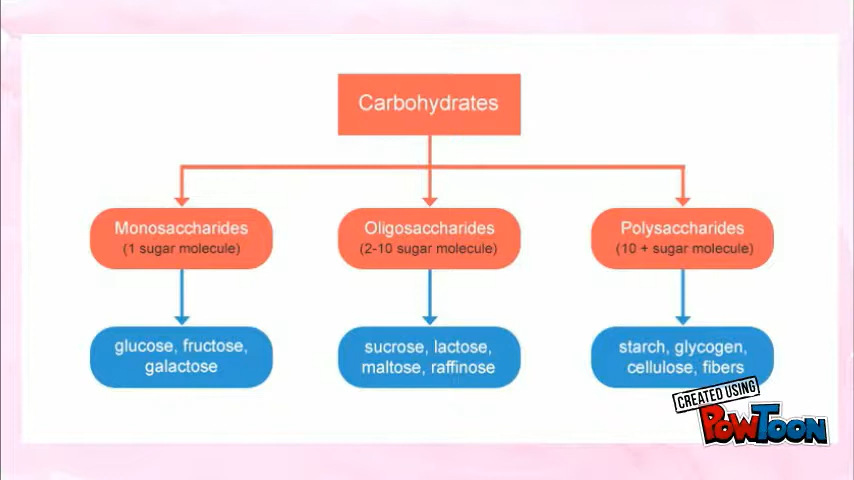 Carbohydrates
Monosaccharides
(1 sugar molecule)
Oligosaccharides
(2-10 sugar molecule)
Polysaccharides
(10 + sugar molecule)
glucose, fructose,
galactose
sucrose, lactose,
maltose, raffinose
starch, glycogen,
cellulose, fibers
CREATED USING
POWTOON